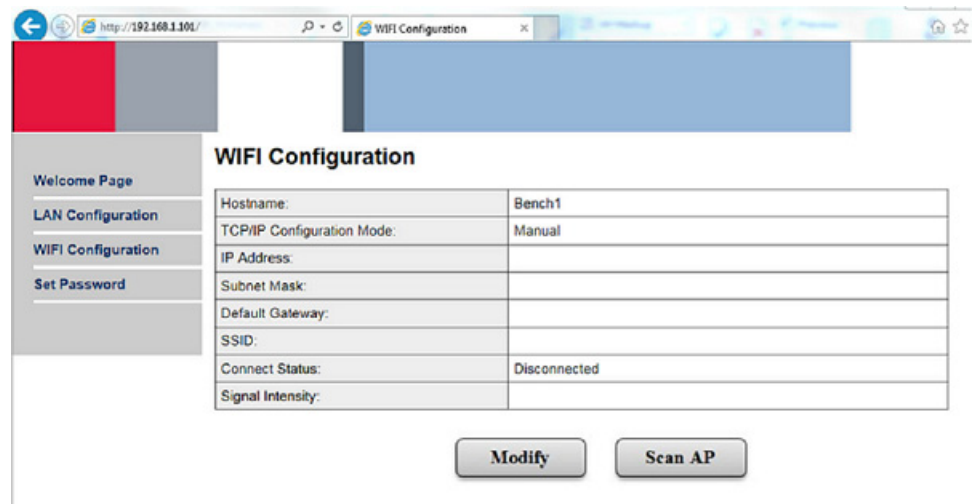 http://192.168.1.101/
WIFI Configuration
WIFI Configuration
Welcome Page
LAN Configuration
WIFI Configuration
Set Password
Hostname: Bench1
TCP/IP Configuration Mode: Manual
IP Address:
Subnet Mask:
Default Gateway:
SSID:
Connect Status: Disconnected
Signal Intensity:
Modify Scan AP